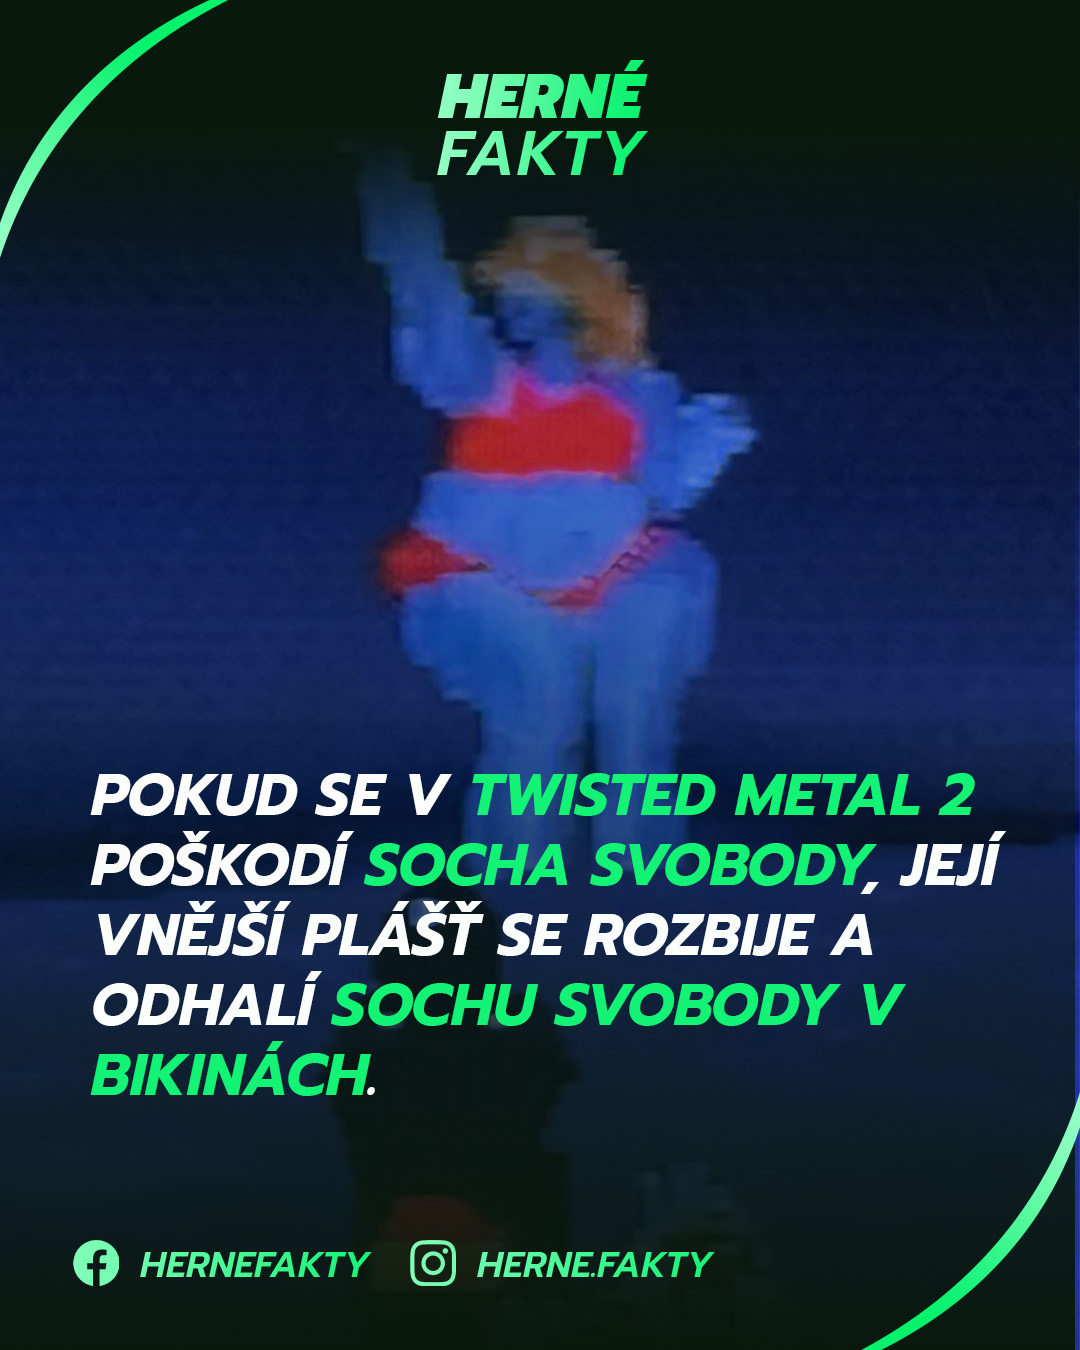 HERNÉ
FAKTY
POKUD SE V TWISTED METAL 2
POŠKODÍ SOCHA SVOBODY, JEJÍ
VNĚJŠÍ PLÁŠŤ SE ROZBIJE A
ODHALÍ SOCHU SVOBODY V
BIKINÁCH.
HERNEFAKTY HERNE.FAKTY